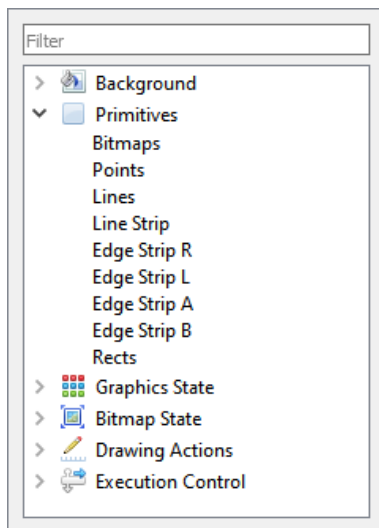 Filter
Background
Primitives
Bitmaps
Points
Lines
Line Strip
Edge Strip R
Edge Strip L
Edge Strip A
Edge Strip B
Rects
Graphics State
Bitmap State
Drawing Actions
Execution Control